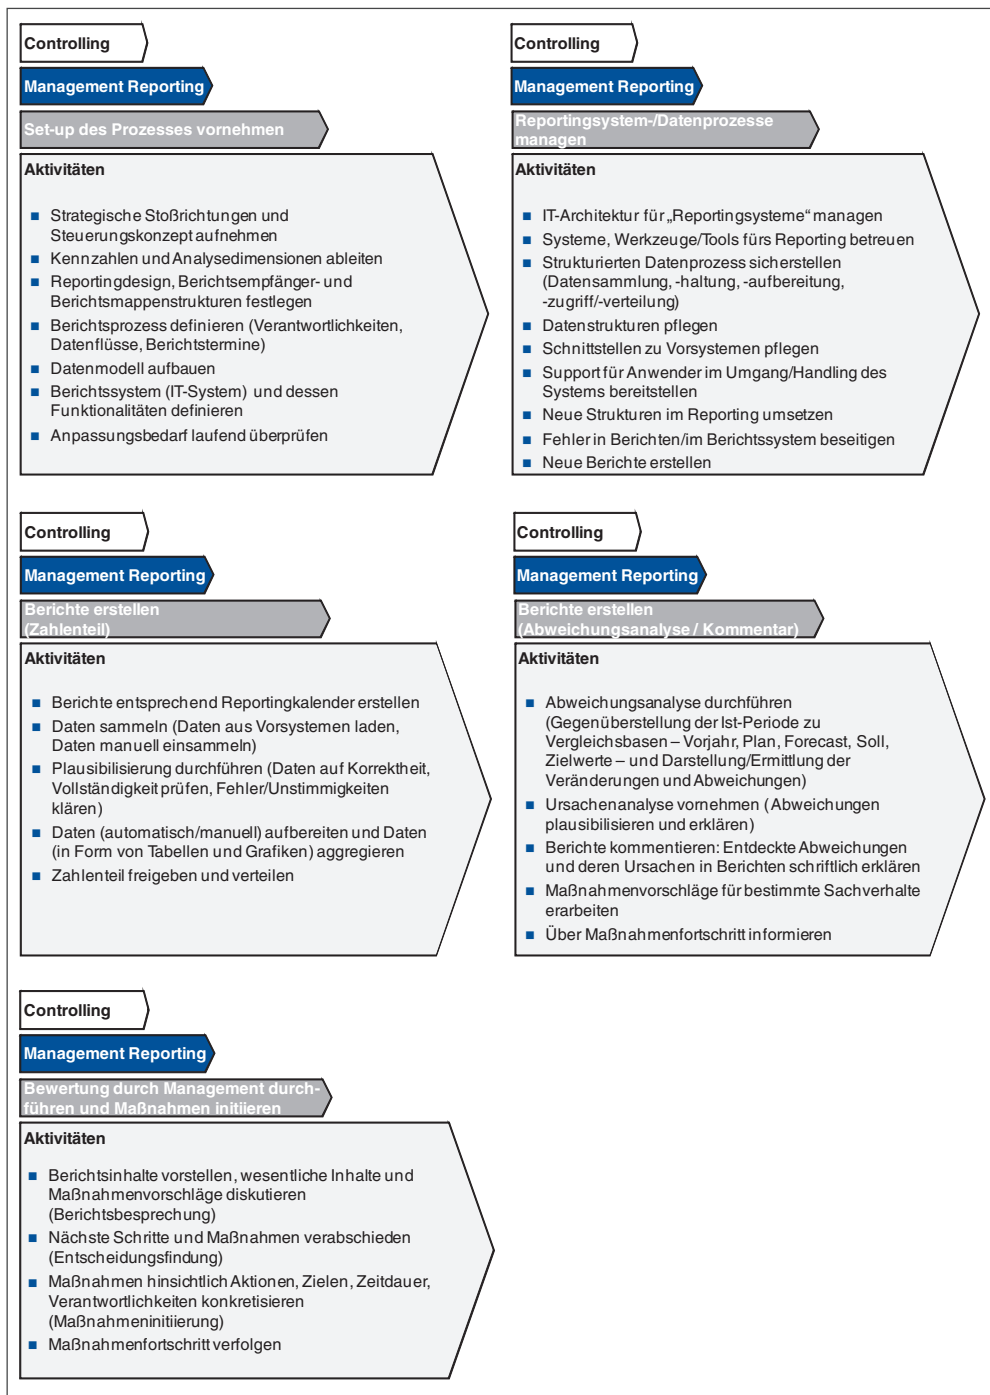 Controlling
Management Reporting
Set-up des Prozesses vornehmen
Aktivitäten
Strategische Stoßrichtungen und
Steuerungskonzept aufnehmen
Kennzahlen und Analysedimensionen ableiten
Reportingdesign, Berichtsempfänger- und
Berichtsmappenstrukturen festlegen
Berichtsprozess definieren (Verantwortlichkeiten,
Datenflüsse, Berichtstermine)
Datenmodell aufbauen
Berichtssystem (IT-System) und dessen
Funktionalitäten definieren
Anpassungsbedarf laufend überprüfen
Controlling
Management Reporting
Reportingsystem-/Datenprozesse
managen
Aktivitäten
IT-Architektur für „Reportingsysteme“ managen
Systeme, Werkzeuge/Tools fürs Reporting betreuen
Strukturierten Datenprozess sicherstellen
(Datensammlung, -haltung, -aufbereitung,
-zugriff/-verteilung)
Datenstrukturen pflegen
Schnittstellen zu Vorsystemen pflegen
Support für Anwender im Umgang/Handling des
Systems bereitstellen
Neue Strukturen im Reporting umsetzen
Fehler in Berichten/im Berichtssystem beseitigen
Neue Berichte erstellen
Controlling
Management Reporting
Berichte erstellen
(Zahlenteil)
Aktivitäten
Berichte entsprechend Reportingkalender erstellen
Daten sammeln (Daten aus Vorsystemen laden,
Daten manuell einsammeln)
Plausibilisierung durchführen (Daten auf Korrektheit,
Vollständigkeit prüfen, Fehler/Unstimmigkeiten
klären)
Daten (automatisch/manuell) aufbereiten und Daten
(in Form von Tabellen und Grafiken) aggregieren
Zahlenteil freigeben und verteilen
Controlling
Management Reporting
Berichte erstellen
(Abweichungsanalyse / Kommentar)
Aktivitäten
Abweichungsanalyse durchführen
(Gegenüberstellung der Ist-Periode zu
Vergleichsbasen – Vorjahr, Plan, Forecast, Soll,
Zielwerte – und Darstellung/Ermittlung der
Veränderungen und Abweichungen)
Ursachenanalyse vornehmen (Abweichungen
plausibilisieren und erklären)
Berichte kommentieren: Entdeckte Abweichungen
und deren Ursachen in Berichten schriftlich erklären
Maßnahmenvorschläge für bestimmte Sachverhalte
erarbeiten
Über Maßnahmenfortschritt informieren
Controlling
Management Reporting
Bewertung durch Management durch-
führen und Maßnahmen initiieren
Aktivitäten
Berichtsinhalte vorstellen, wesentliche Inhalte und
Maßnahmenvorschläge diskutieren
(Berichtsbesprechung)
Nächste Schritte und Maßnahmen verabschieden
(Entscheidungsfindung)
Maßnahmen hinsichtlich Aktionen, Zielen, Zeitdauer,
Verantwortlichkeiten konkretisieren
(Maßnahmeninitiierung)
Maßnahmenfortschritt verfolgen